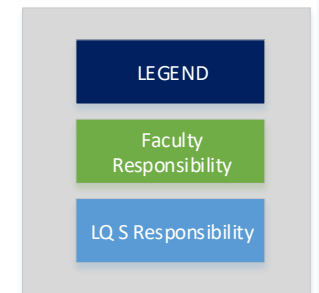 LEGEND
Faculty
Responsibility
LQ S Responsibility